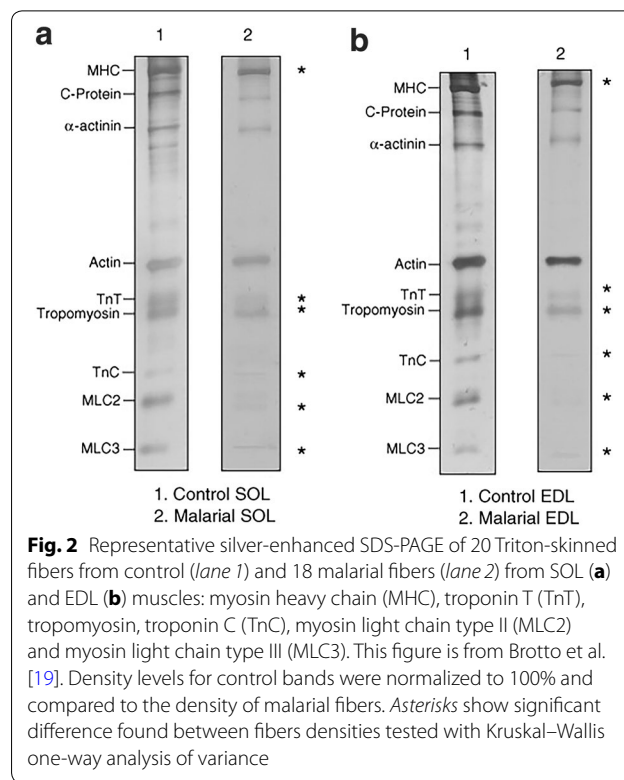 a
1 2
MHC *
C-Protein
α-actinin
Actin
TnT *
Tropomyosin *
TnC *
MLC2 *
MLC3 *
1. Control SOL
2. Malarial SOL
b
1 2
MHC *
C-Protein
α-actinin
Actin
TnT *
Tropomyosin *
TnC *
MLC2 *
MLC3 *
1. Control EDL
2. Malarial EDL
Fig. 2 Representative silver-enhanced SDS-PAGE of 20 Triton-skinned
fibers from control (lane 1) and 18 malarial fibers (lane 2) from SOL (a)
and EDL (b) muscles: myosin heavy chain (MHC), troponin T (TnT),
tropomyosin, troponin C (TnC), myosin light chain type II (MLC2)
and myosin light chain type III (MLC3). This figure is from Brotto et al.
[19]. Density levels for control bands were normalized to 100% and
compared to the density of malarial fibers. Asterisks show significant
difference found between fibers densities tested with Kruskal–Wallis
one-way analysis of variance